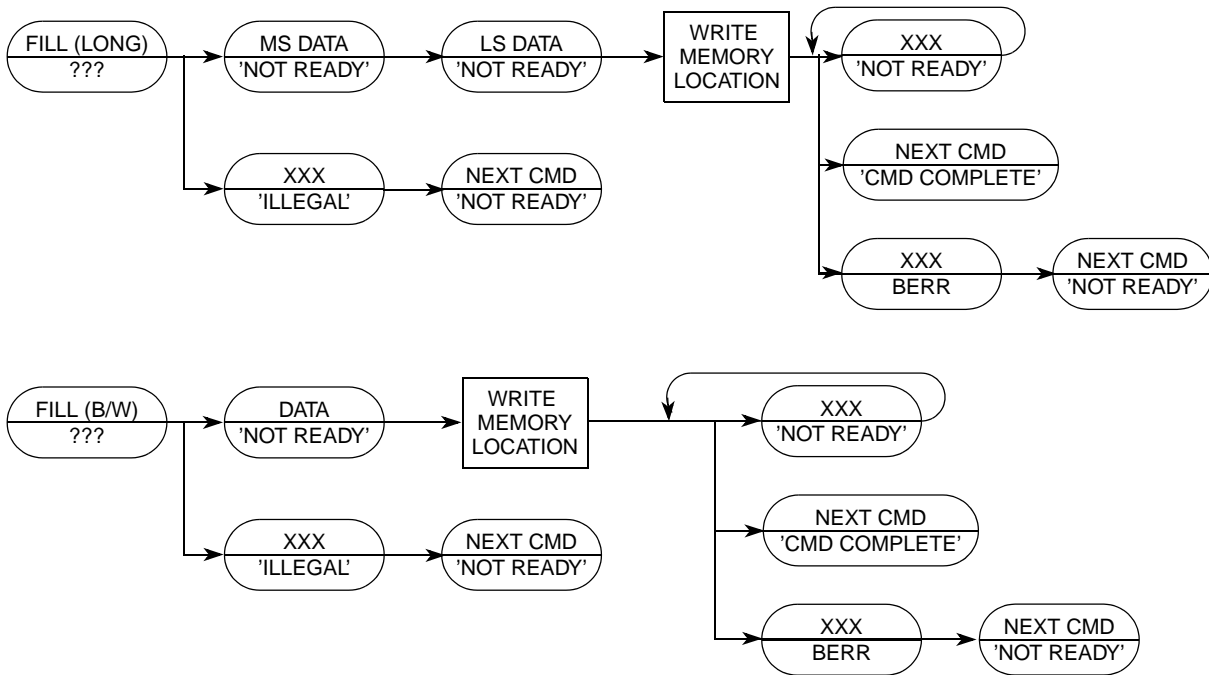 FILL (LONG)
???
MS DATA
’NOT READY’
LS DATA
’NOT READY’
WRITE
MEMORY
LOCATION
XXX
’NOT READY’
XXX
’ILLEGAL’
NEXT CMD
’NOT READY’
NEXT CMD
’CMD COMPLETE’
XXX
BERR
NEXT CMD
’NOT READY’
FILL (B/W)
???
DATA
’NOT READY’
WRITE
MEMORY
LOCATION
XXX
’NOT READY’
XXX
’ILLEGAL’
NEXT CMD
’NOT READY’
NEXT CMD
’CMD COMPLETE’
XXX
BERR
NEXT CMD
’NOT READY’